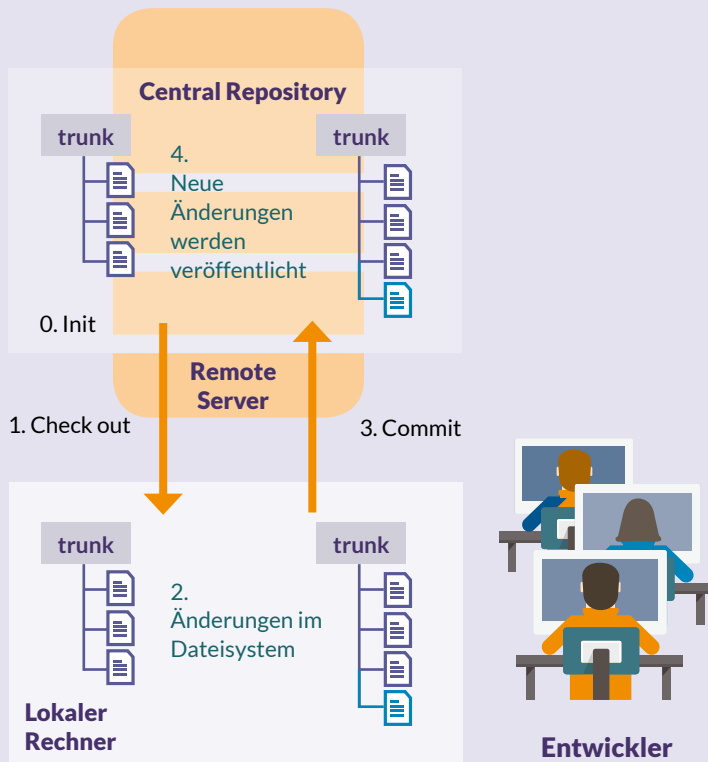 Central Repository
trunk
trunk
4.
Neue
Änderungen
werden
veröffentlicht
0. Init
Remote
Server
1. Check out
3. Commit
trunk
trunk
2.
Änderungen im
Dateisystem
Lokaler
Rechner
Entwickler